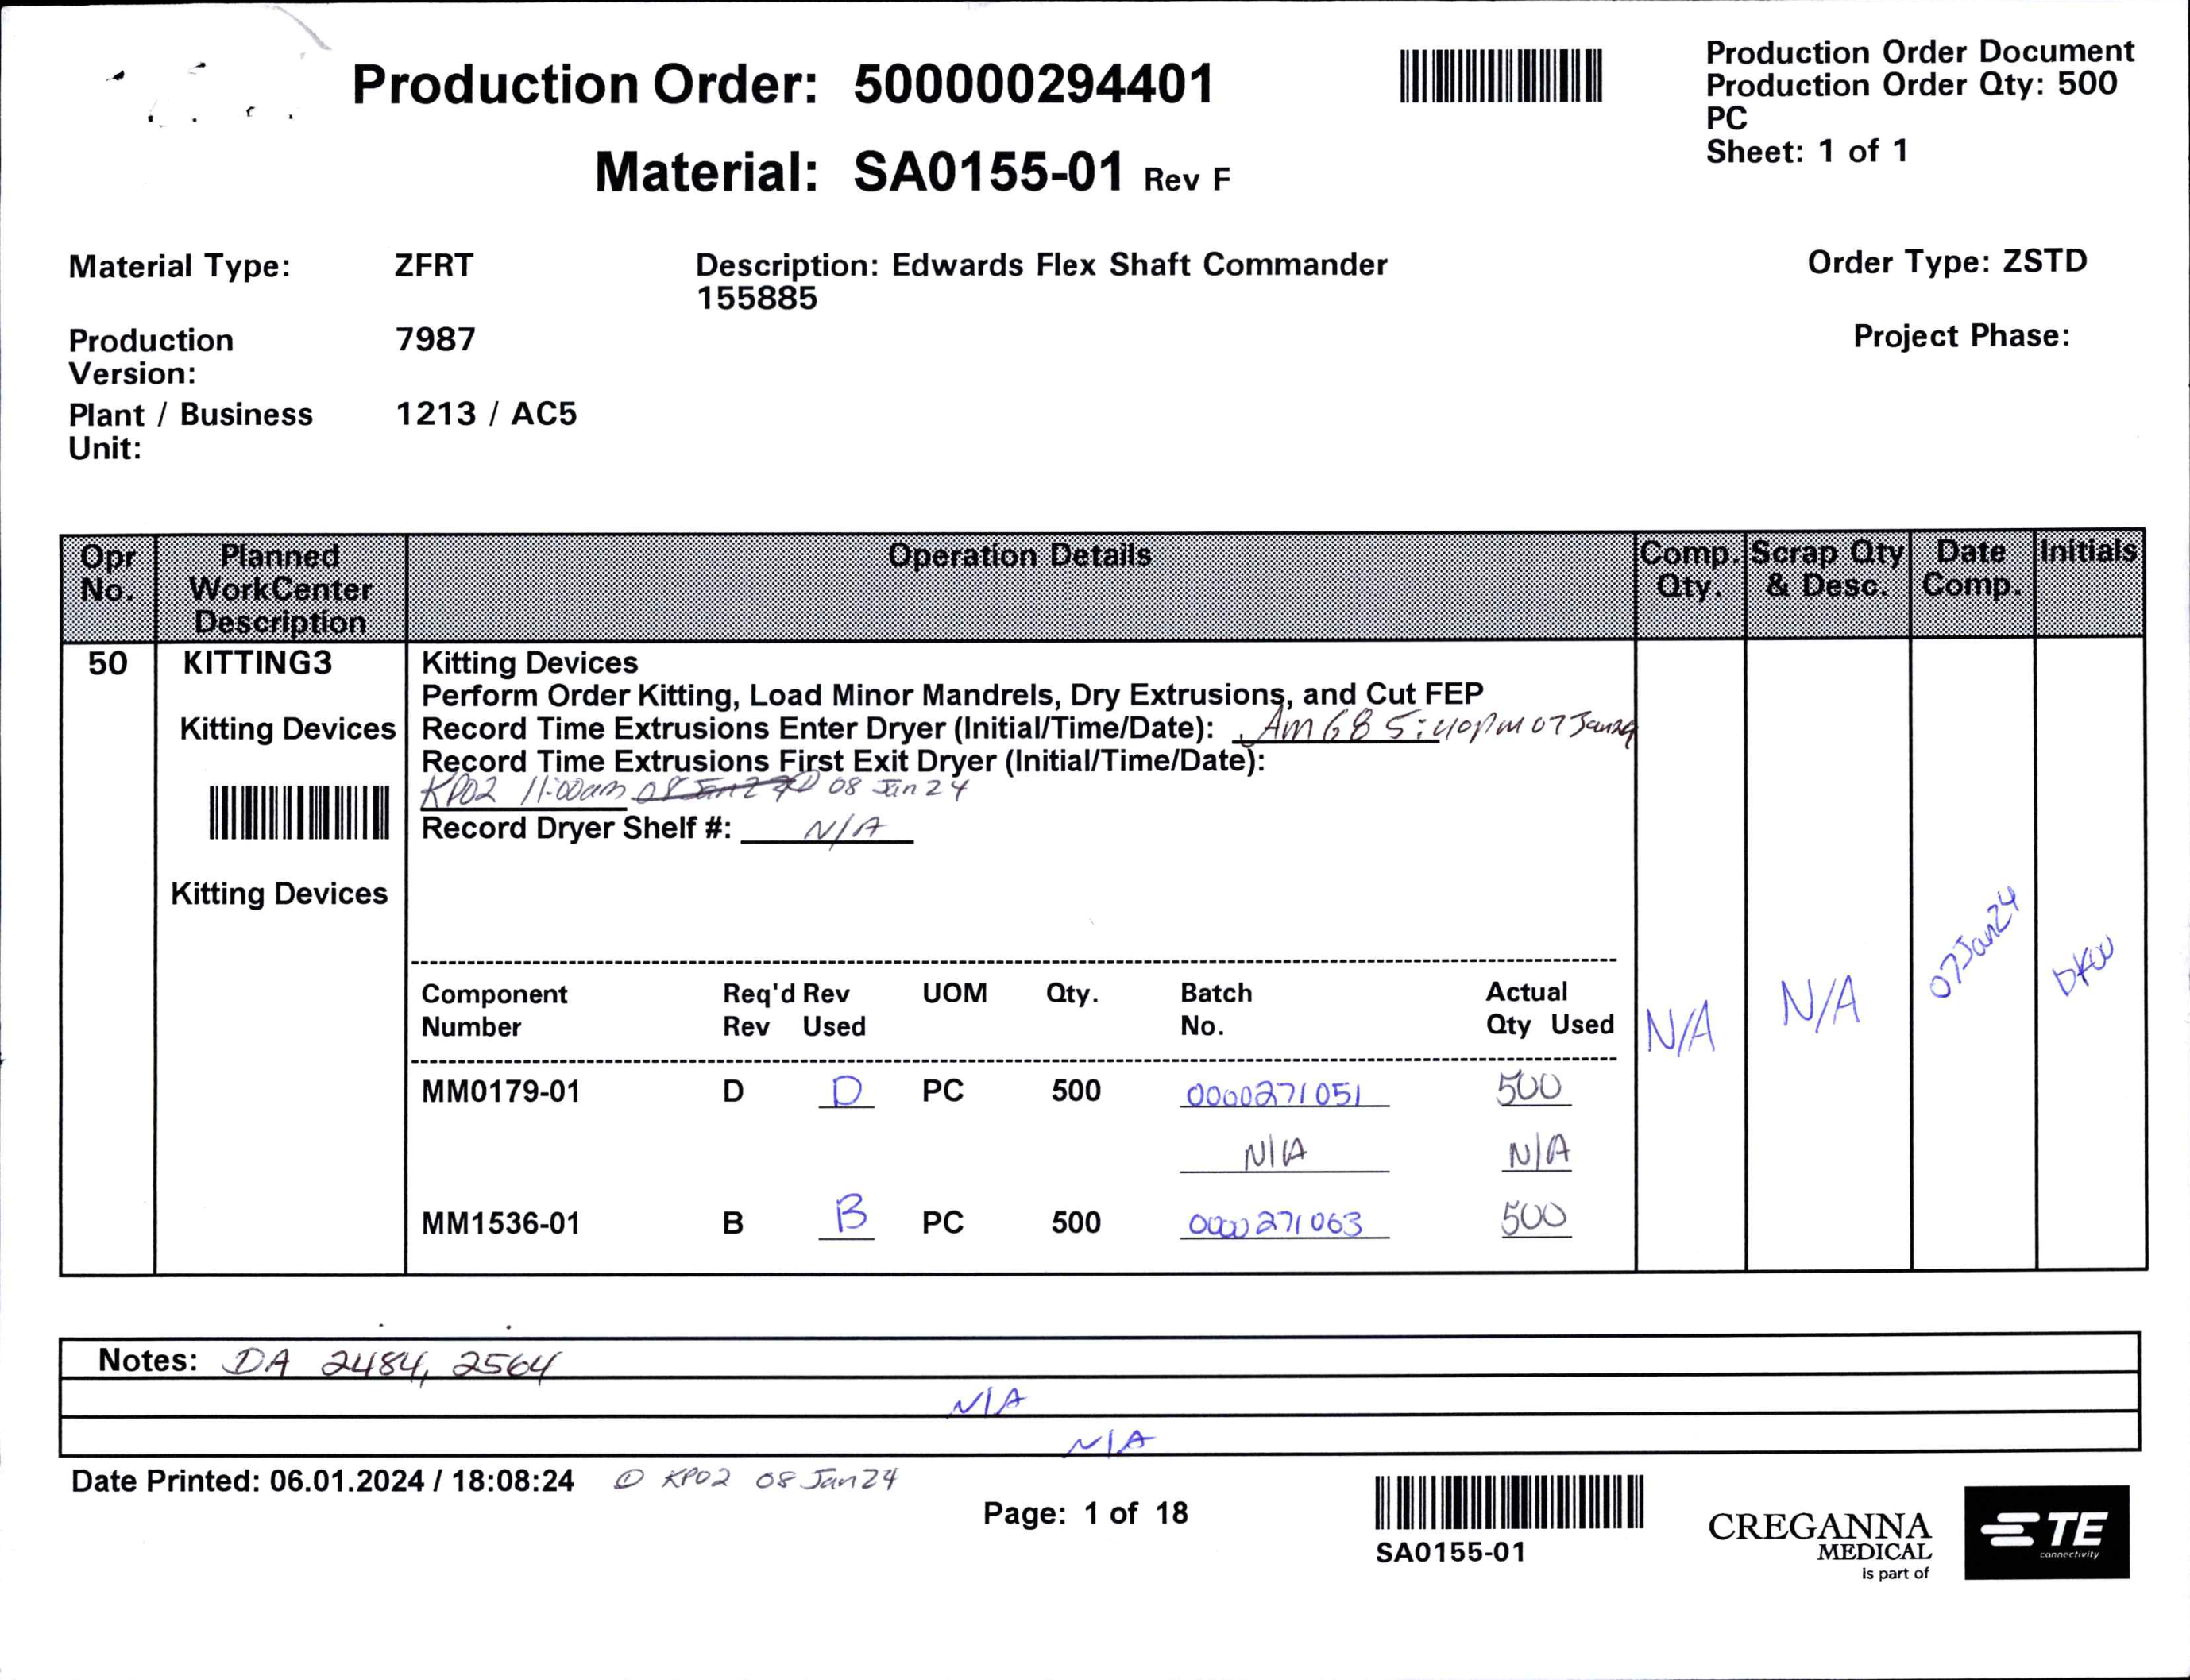 Production Order: 500000294401
Production Order Document
Production Order Qty: 500
PC
Sheet: 1 of 1
Material: SA0155-01 Rev F
Material Type: ZFRT
Description: Edwards Flex Shaft Commander
155885
Order Type: ZSTD
Production
Version: 7987
Project Phase:
Plant / Business
Unit: 1213 / AC5
Opr
No.
Planned
WorkCenter
Description
Operation Details
Comp.
Qty.
Scrap Qty
& Desc.
Date
Comp.
Initials
50
KITTING3
Kitting Devices
Kitting Devices
Kitting Devices
Perform Order Kitting, Load Minor Mandrels, Dry Extrusions, and Cut FEP
Record Time Extrusions Enter Dryer (Initial/Time/Date): Am68 5:40pm 07Jan24
Record Time Extrusions First Exit Dryer (Initial/Time/Date):
KP02 11:00am 08 Jan 24
Record Dryer Shelf #: N/A
Component
Number
Req'd Rev
Rev Used
UOM
Qty.
Batch
No.
Actual
Qty Used
MM0179-01 D D PC 500 0000271051 500
N/A N/A
MM1536-01 B B PC 500 0000271063 500
N/A
N/A
07Jan24
DKW
Notes: DA 2484, 2564
N/A
N/A
Date Printed: 06.01.2024 / 18:08:24 ① KP02 08 Jan 24
Page: 1 of 18
SA0155-01
CREGANNA
MEDICAL
is part of
TE
connectivity